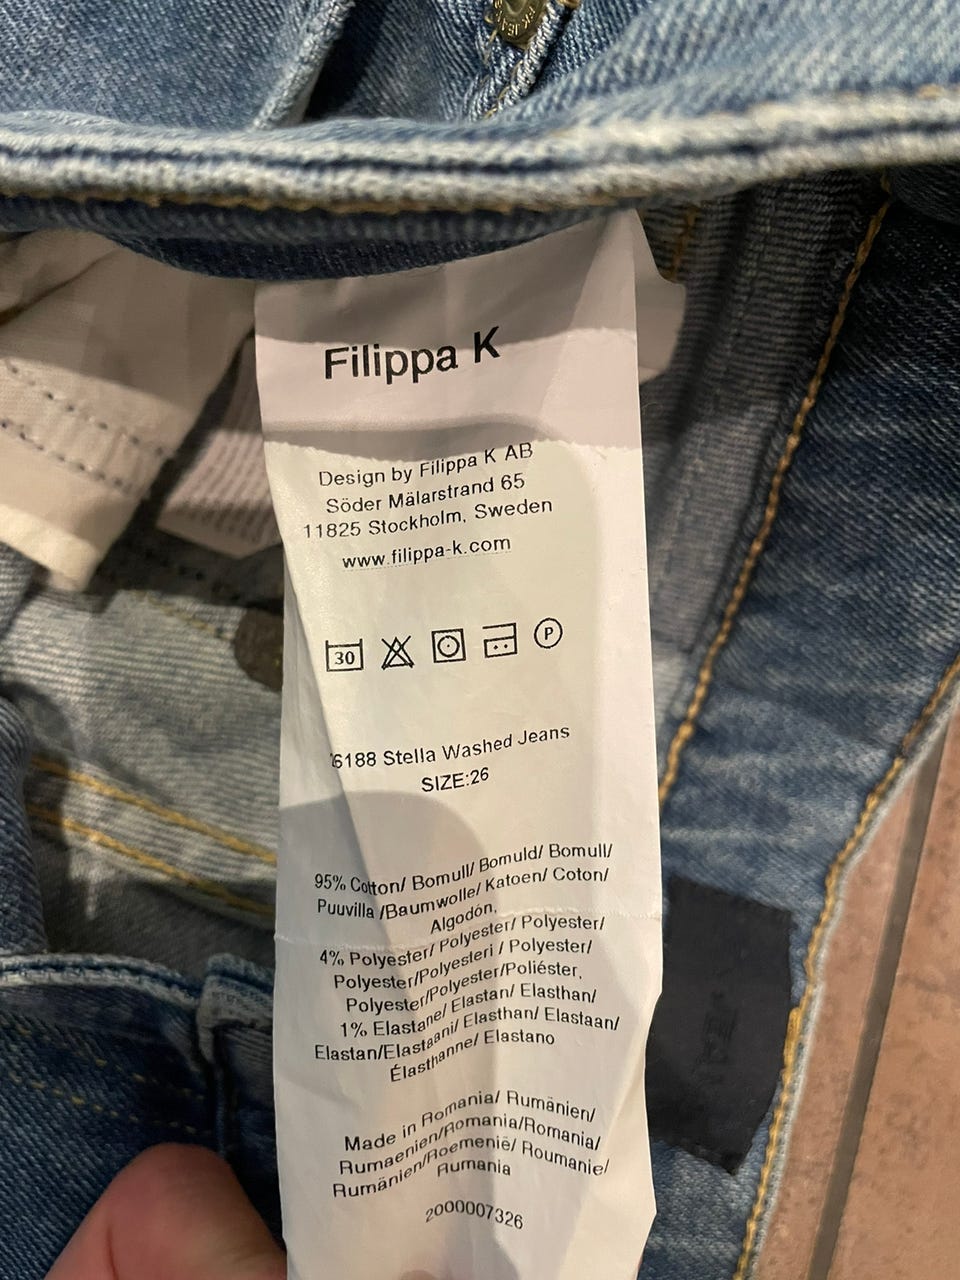 Filippa K
Design by Filippa K AB
Söder Mälarstrand 65
11825 Stockholm, Sweden
www.filippa-k.com
30
P
26188 Stella Washed Jeans
SIZE:26
95% Cotton/ Bomull/ Bomuld/ Bomull/
Puuvilla /Baumwolle/ Katoen/ Coton/
Algodón,
4% Polyester/ Polyester/ Polyester/
Polyester/Polyesteri / Polyester/
Polyester/Polyester/Poliéster,
1% Elastane/ Elastan/ Elasthan/
Elastan/Elastaani/ Elasthan/ Elastaan/
Élasthanne/ Elastano
Made in Romania/ Rumänien/
Rumaenien/Romania/Romania/
Rumänien/Roemenië/ Roumanie/
Rumania
2000007326